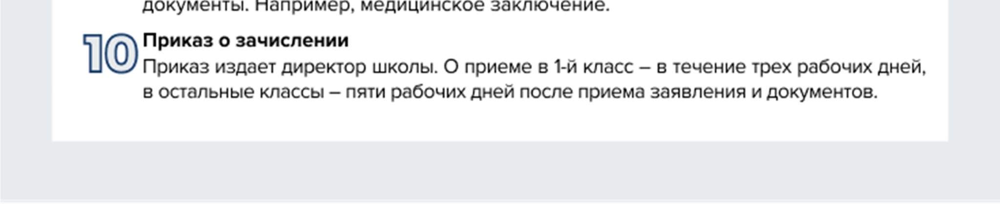 документы. Например, медицинское заключение.
10 Приказ о зачислении
Приказ издает директор школы. О приеме в 1-й класс – в течение трех рабочих дней,
в остальные классы – пяти рабочих дней после приема заявления и документов.